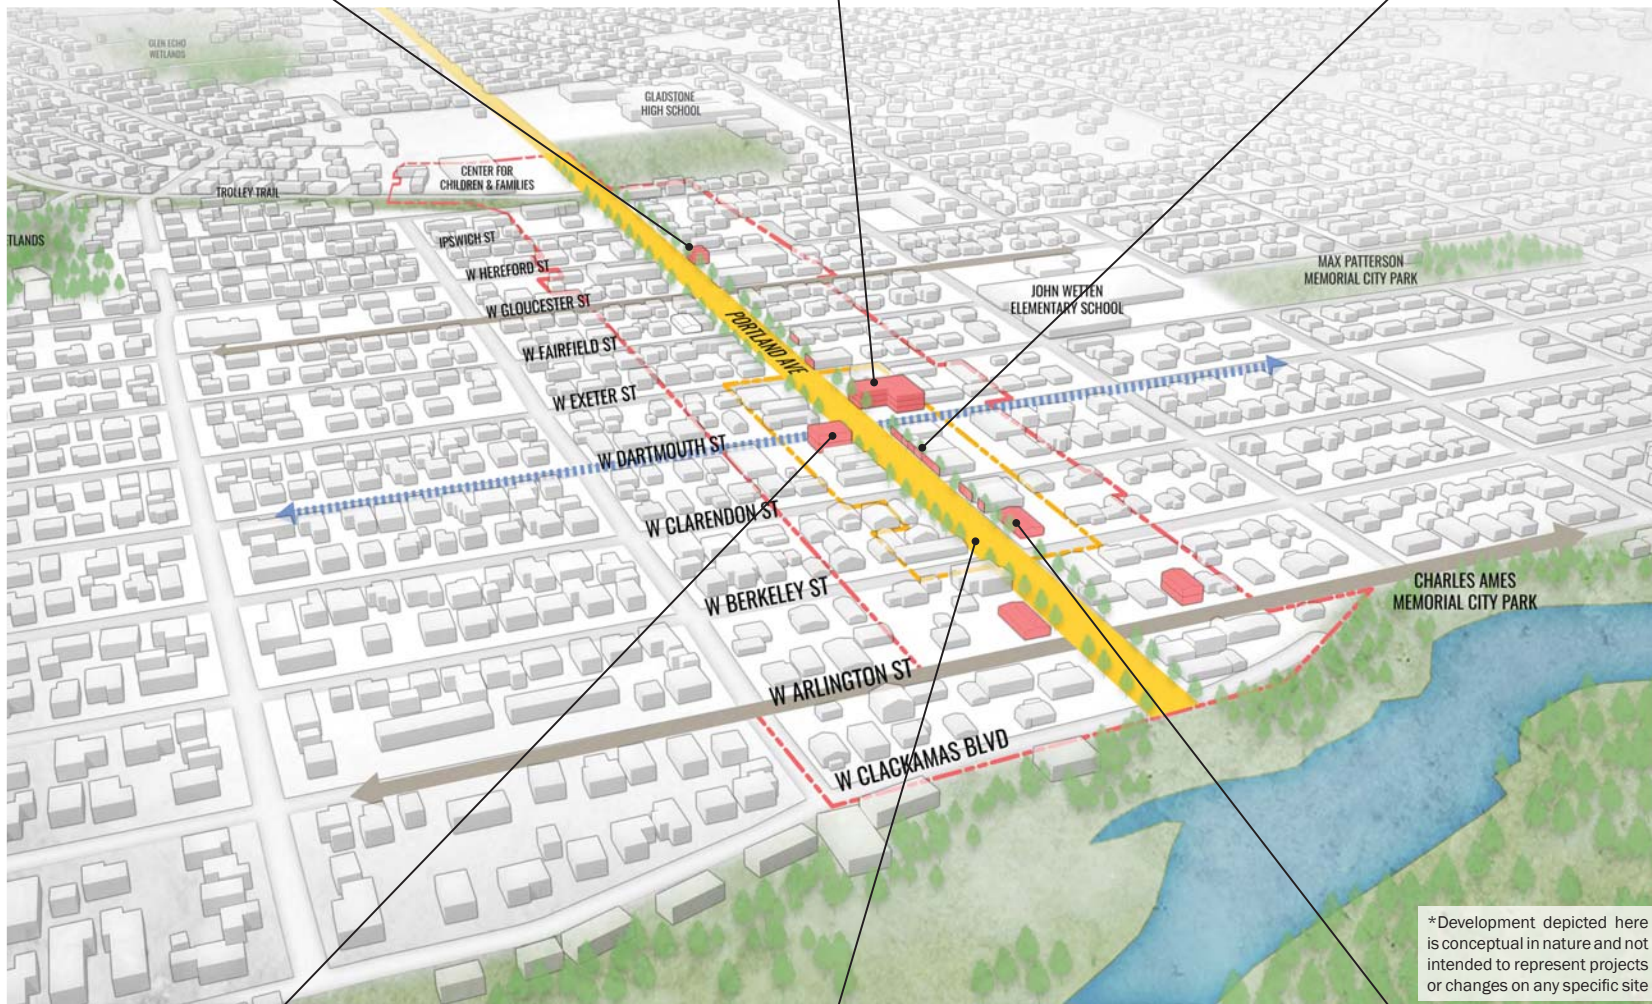 GLEN ECHO
WETLANDS
GLADSTONE
HIGH SCHOOL
CENTER FOR
CHILDREN & FAMILIES
TROLLEY TRAIL
TLANDS
IPSWICH ST
W HEREFORD ST
MAX PATTERSON
MEMORIAL CITY PARK
JOHN WETTEN
ELEMENTARY SCHOOL
W GLOUCESTER ST
PORTLAND AVE
W FAIRFIELD ST
W EXETER ST
W DARTMOUTH ST
W CLARENDON ST
W BERKELEY ST
CHARLES AMES
MEMORIAL CITY PARK
W ARLINGTON ST
W CLACKAMAS BLVD
*Development depicted here
is conceptual in nature and not
intended to represent projects
or changes on any specific site